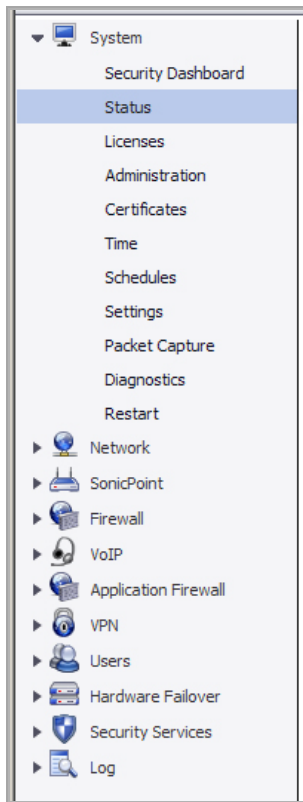 System
Security Dashboard
Status
Licenses
Administration
Certificates
Time
Schedules
Settings
Packet Capture
Diagnostics
Restart
Network
SonicPoint
Firewall
VoIP
Application Firewall
VPN
Users
Hardware Failover
Security Services
Log